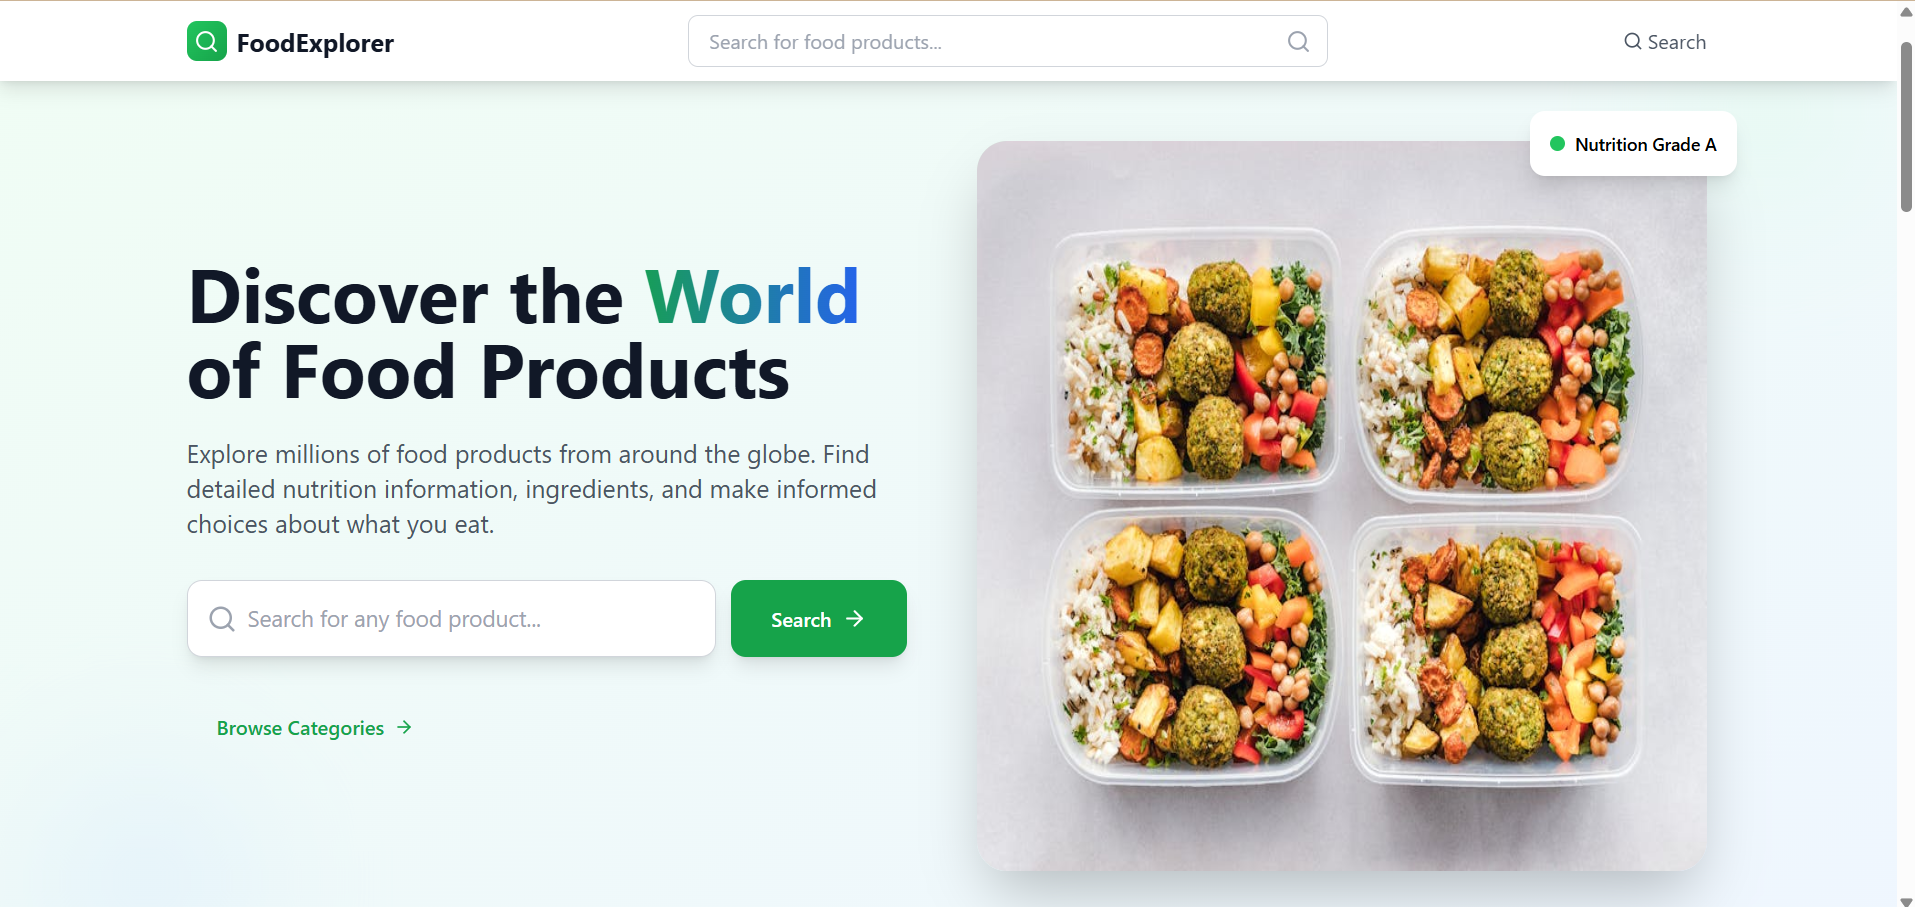 FoodExplorer
Search for food products...
Search
Nutrition Grade A
Discover the World
of Food Products
Explore millions of food products from around the globe. Find
detailed nutrition information, ingredients, and make informed
choices about what you eat.
Search for any food product...
Search
Browse Categories